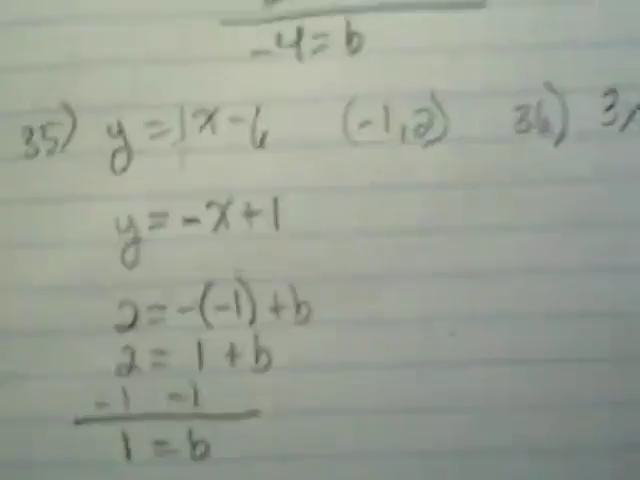 -4 = b
35) y = 1x - 6 (-1, 2) 36) 3,
y = -x + 1
2 = -(-1) + b
2 = 1 + b
-1 -1
1 = b